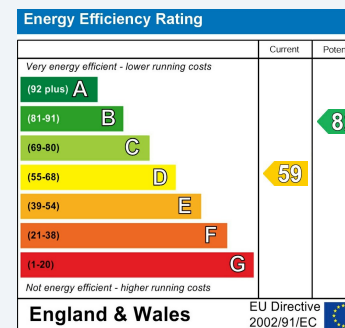 Energy Efficiency Rating
Current
Very energy efficient - lower running costs
(92 plus) A
(81-91) B
(69-80) C
(55-68) D
59
(39-54) E
(21-38) F
(1-20) G
Not energy efficient - higher running costs
England & Wales
EU Directive
2002/91/EC